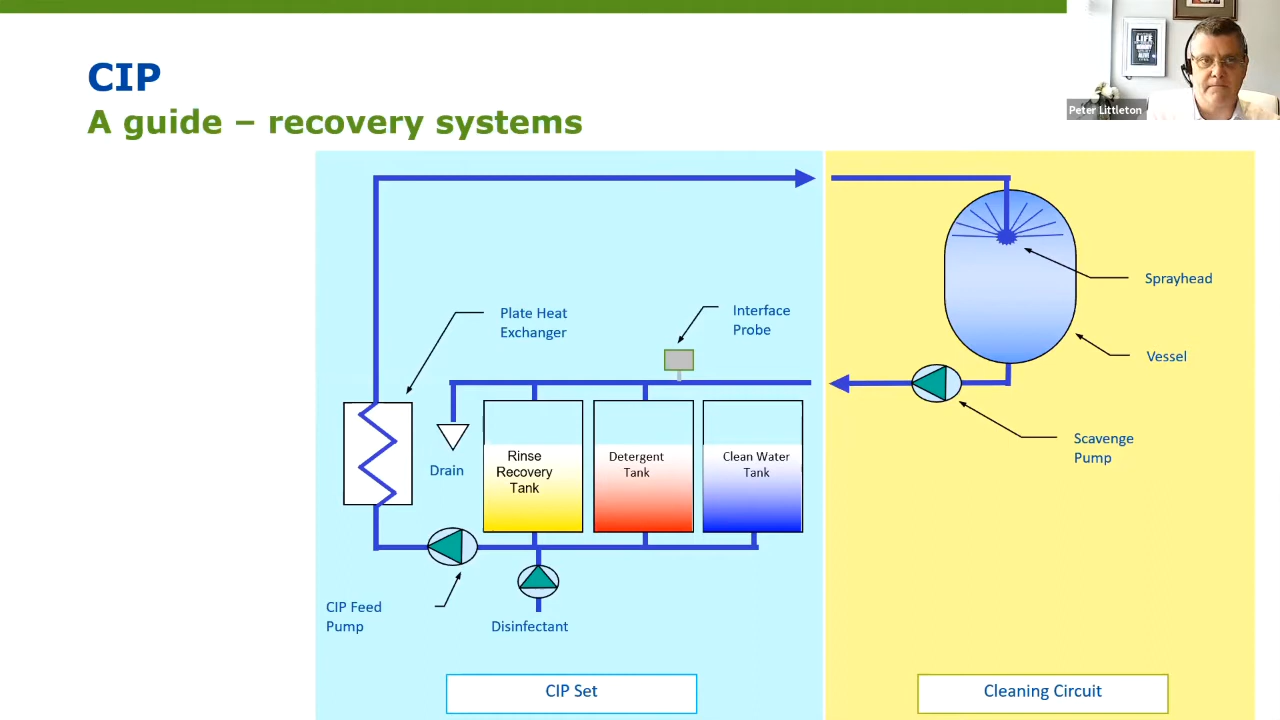 CIP
A guide – recovery systems
Peter Littleton
LIFE
Sprayhead
Plate Heat
Exchanger
Interface
Probe
Vessel
Scavenge
Pump
Drain
Rinse
Recovery
Tank
Detergent
Tank
Clean Water
Tank
CIP Feed
Pump
Disinfectant
CIP Set
Cleaning Circuit